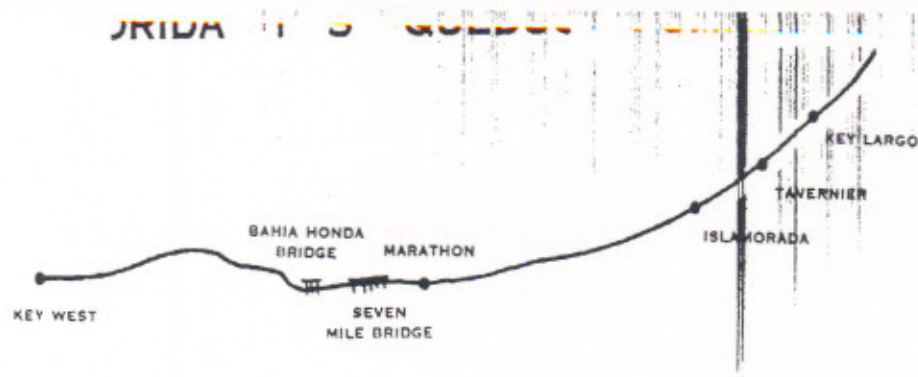 KEY LARGO
TAVERNIER
ISLAMORADA
BAHIA HONDA
BRIDGE
MARATHON
KEY WEST
SEVEN
MILE BRIDGE